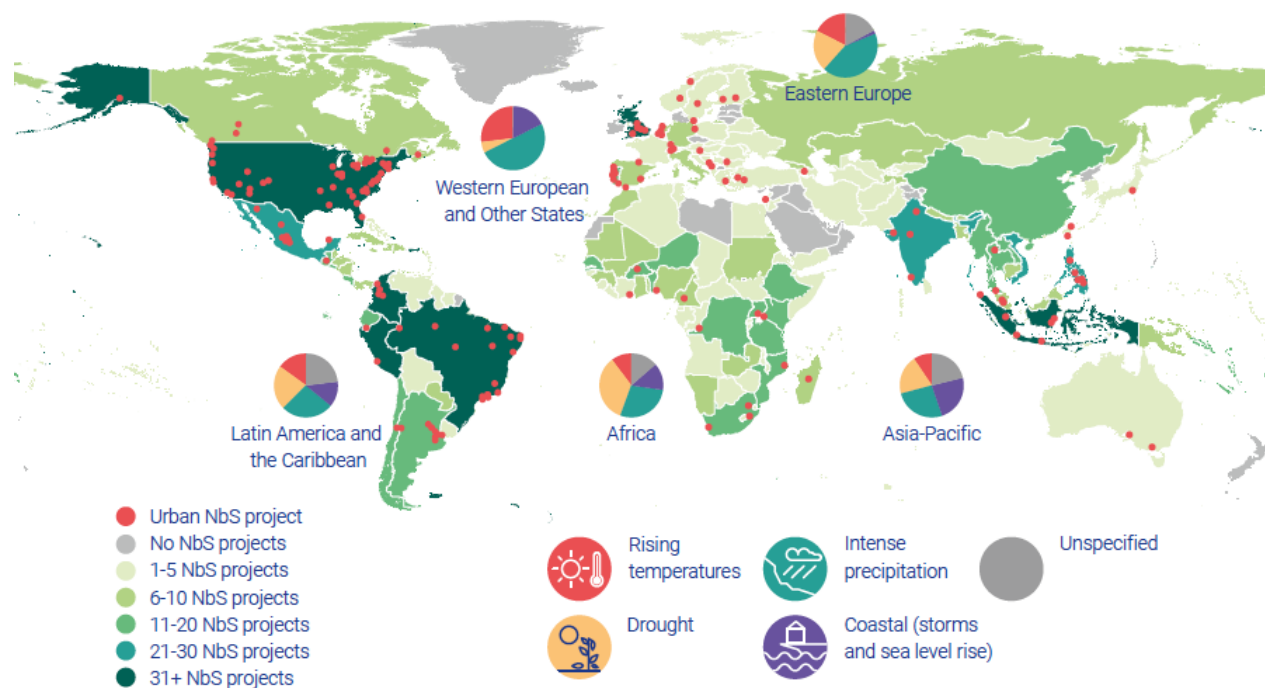 Eastern Europe
Western European
and Other States
Latin America and
the Caribbean
Africa
Asia-Pacific
Urban NbS project
No NbS projects
1-5 NbS projects
6-10 NbS projects
11-20 NbS projects
21-30 NbS projects
31+ NbS projects
Rising
temperatures
Intense
precipitation
Unspecified
Drought
Coastal (storms
and sea level rise)